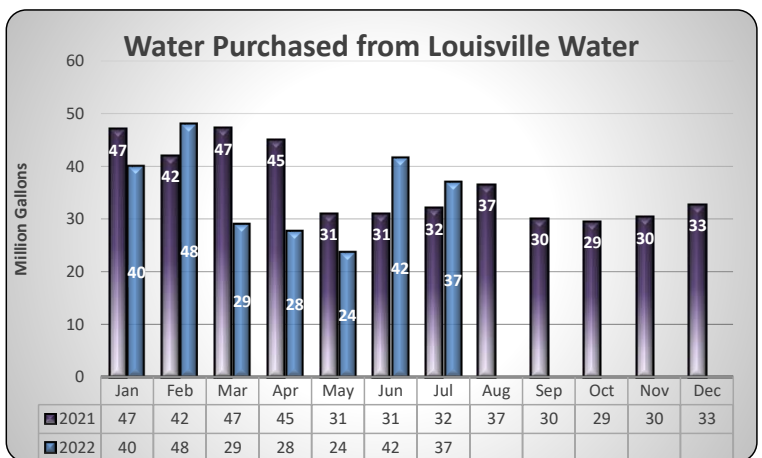 Water Purchased from Louisville Water
Million Gallons
60
50
40
30
20
10
0
47 42 47 45 31 31 32 37 30 29 30 33
40 48 29 28 24 42 37
Jan Feb Mar Apr May Jun Jul Aug Sep Oct Nov Dec
2021 47 42 47 45 31 31 32 37 30 29 30 33
2022 40 48 29 28 24 42 37